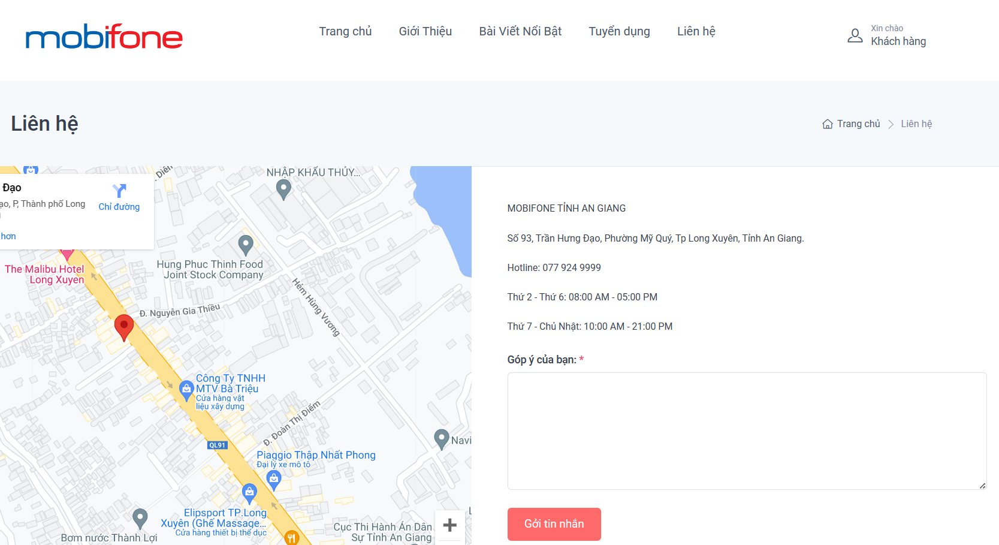 mobifone
Trang chủ
Giới Thiệu
Bài Viết Nổi Bật
Tuyển dụng
Liên hệ
Xin chào
Khách hàng
Liên hệ
Trang chủ
Liên hệ
Đạo
ạo, P, Thành phố Long
Chỉ đường
hơn
. Diên
NHẬP KHẨU THỦY...
The Malibu Hotel
Long Xuyen
Hung Phuc Thinh Food
Joint Stock Company
Hẻm Hùng Vương
Đ. Nguyễn Gia Thiều
Công Ty TNHH
MTV Bà Triệu
Cửa hàng vật
liệu xây dựng
Đ. Đoàn Thị Điểm
QL91
Navi
Piaggio Thập Nhất Phong
Đại lý xe mô tô
Elipsport TP.Long
Xuyên (Ghế Massage...
Cửa hàng thiết bị thể dục
Bơm nước Thành Lợi
Cục Thi Hành Án Dân
Sự Tỉnh An Giang
MOBIFONE TỈNH AN GIANG
Số 93, Trần Hưng Đạo, Phường Mỹ Quý, Tp Long Xuyên, Tỉnh An Giang.
Hotline: 077 924 9999
Thứ 2 - Thứ 6: 08:00 AM - 05:00 PM
Thứ 7 - Chủ Nhật: 10:00 AM - 21:00 PM
Góp ý của bạn: *
Gởi tin nhắn